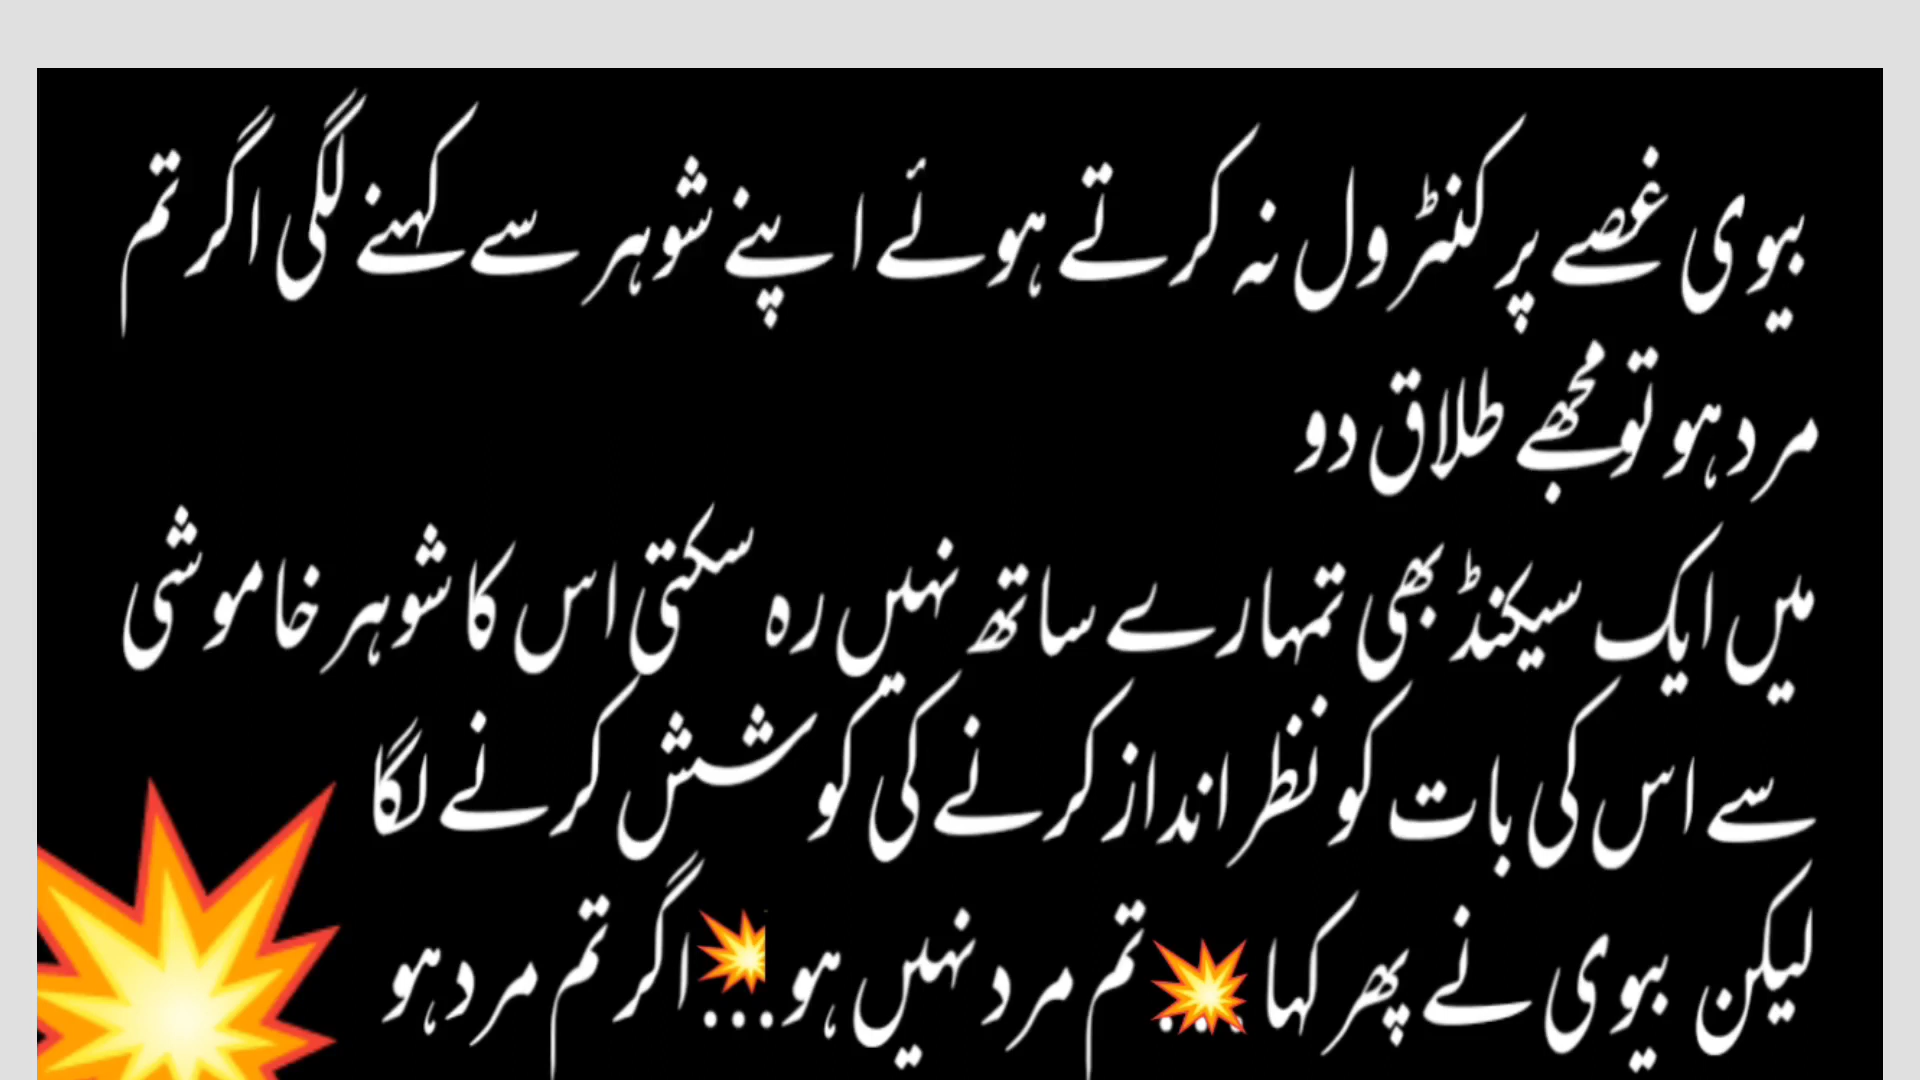 بیوی غصے پر کنٹرول نہ کرتے ہوئے اپنے شوہر سے کہنے لگی اگر تم
مرد ہو تو مجھے طلاق دو
میں ایک سیکنڈ بھی تمہارے ساتھ نہیں رہ سکتی اس کا شوہر خاموشی
سے اس کی بات کو نظر انداز کرنے کی کوشش کرنے لگا
لیکن بیوی نے پھر کہا ... تم مرد نہیں ہو... اگر تم مرد ہو